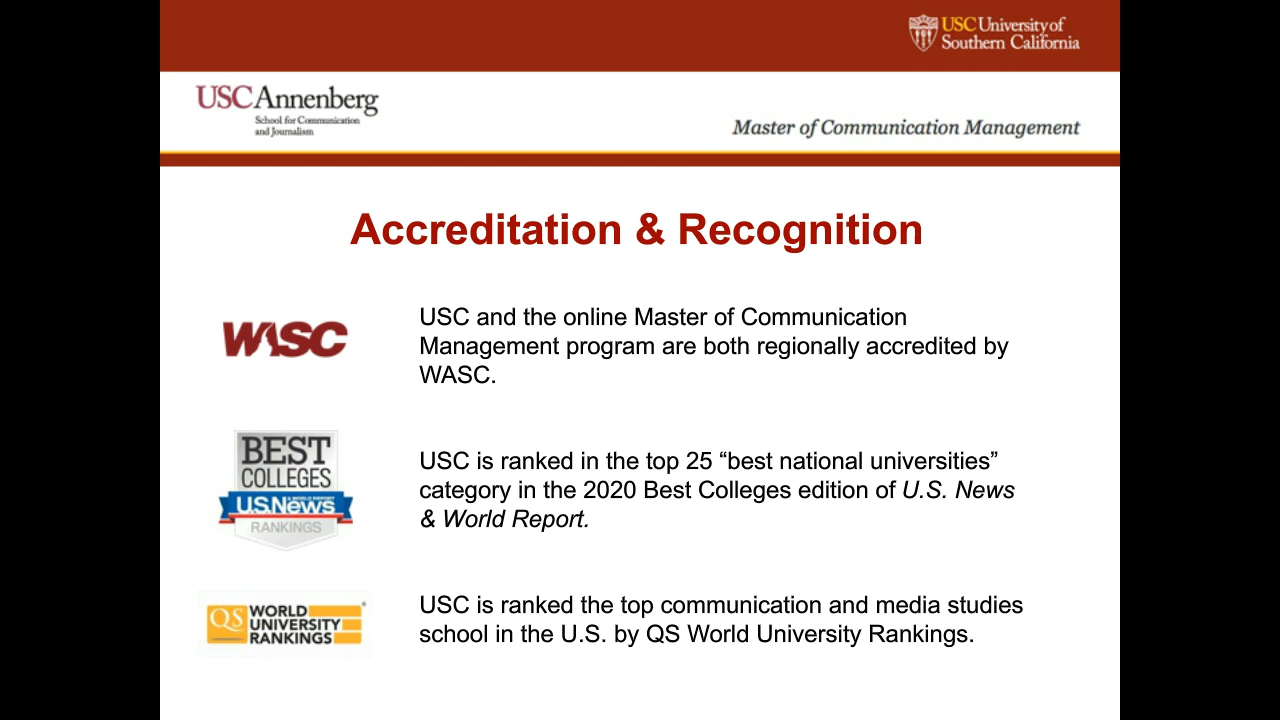 USC University of
Southern California
USC Annenberg
School for Communication
and Journalism
Master of Communication Management
Accreditation & Recognition
WASC
USC and the online Master of Communication
Management program are both regionally accredited by
WASC.
BEST
COLLEGES
U.S.News
& WORLD REPORT
RANKINGS
USC is ranked in the top 25 “best national universities”
category in the 2020 Best Colleges edition of U.S. News
& World Report.
QS WORLD
UNIVERSITY
RANKINGS
USC is ranked the top communication and media studies
school in the U.S. by QS World University Rankings.